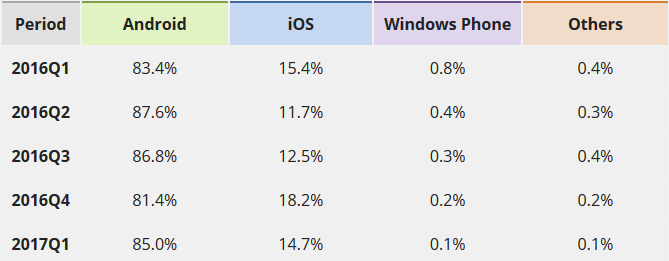 Period Android iOS Windows Phone Others
2016Q1 83.4% 15.4% 0.8% 0.4%
2016Q2 87.6% 11.7% 0.4% 0.3%
2016Q3 86.8% 12.5% 0.3% 0.4%
2016Q4 81.4% 18.2% 0.2% 0.2%
2017Q1 85.0% 14.7% 0.1% 0.1%